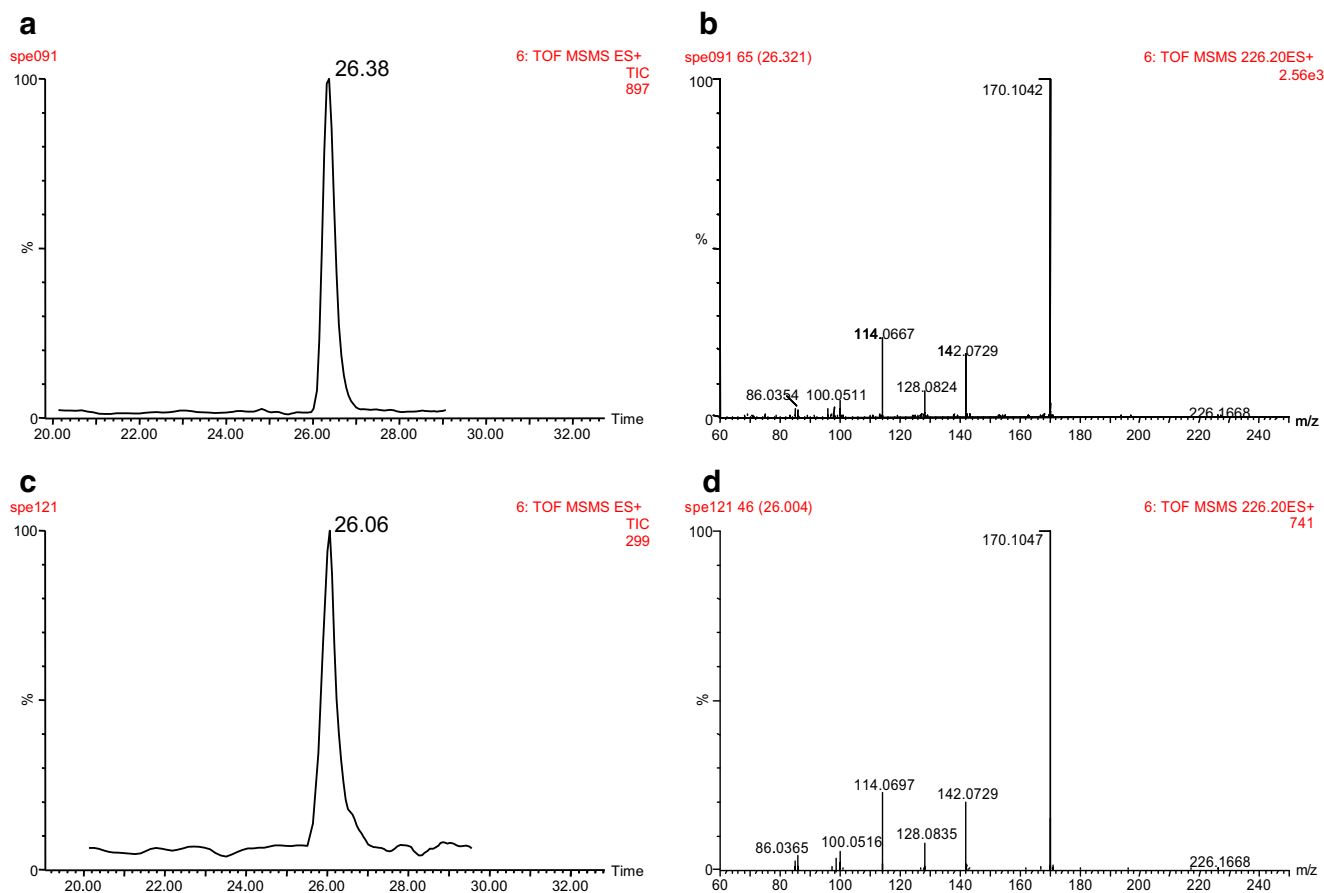 a
spe091
6: TOF MSMS ES+
TIC
897
26.38
100
%
0
20.00 22.00 24.00 26.00 28.00 30.00 32.00 Time
b
spe091 65 (26.321)
6: TOF MSMS 226.20ES+
2.56e3
100
170.1042
%
114.0667
142.0729
128.0824
86.0354 100.0511
226.1668
0
60 80 100 120 140 160 180 200 220 240 m/z
c
spe121
6: TOF MSMS ES+
TIC
299
26.06
100
%
0
20.00 22.00 24.00 26.00 28.00 30.00 32.00 Time
d
spe121 46 (26.004)
6: TOF MSMS 226.20ES+
741
100
170.1047
%
114.0697
142.0729
128.0835
86.0365 100.0516
226.1668
0
60 80 100 120 140 160 180 200 220 240 m/z